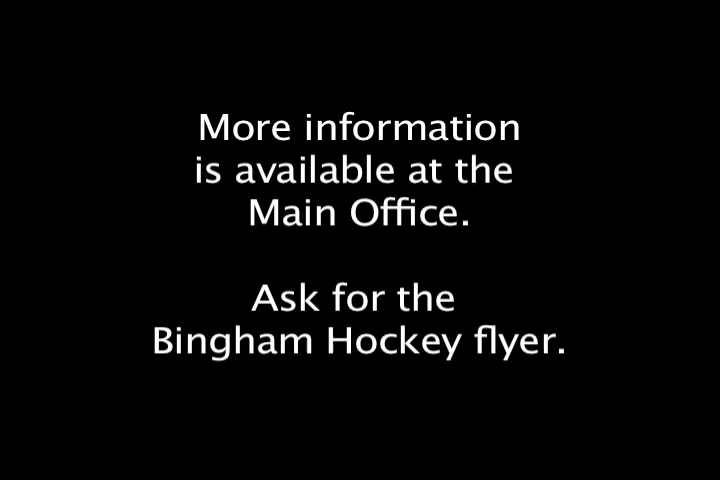 More information
is available at the
Main Office.
Ask for the
Bingham Hockey flyer.